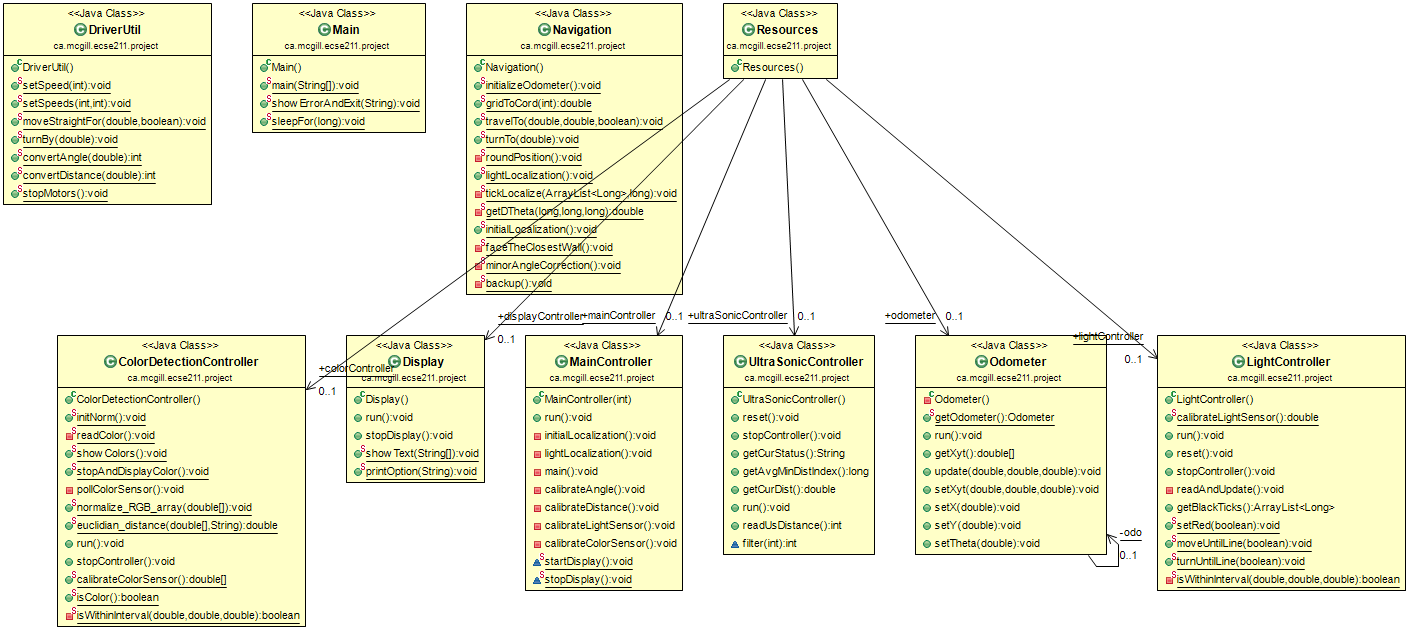 <<Java Class>>
DriverUtil
ca.mcgill.ecse211.project
DriverUtil()
setSpeed(int):void
setSpeeds(int,int):void
moveStraightFor(double,boolean):void
turnBy(double):void
convertAngle(double):int
convertDistance(double):int
stopMotors():void
<<Java Class>>
Main
ca.mcgill.ecse211.project
Main()
main(String[]):void
showErrorAndExit(String):void
sleepFor(long):void
<<Java Class>>
Navigation
ca.mcgill.ecse211.project
Navigation()
initializeOdometer():void
gridToCord(int):double
travelTo(double,double,boolean):void
turnTo(double):void
roundPosition():void
lightLocalization():void
tickLocalize(ArrayList<Long>,long):void
getDTheta(long,long,long):double
initialLocalization():void
faceTheClosestWall():void
minorAngleCorrection():void
backup():void
<<Java Class>>
Resources
ca.mcgill.ecse211.project
Resources()
+displayController
0..1
+mainController
0..1
+ultraSonicController
0..1
+odometer
0..1
+lightController
0..1
+colorController
0..1
<<Java Class>>
ColorDetectionController
ca.mcgill.ecse211.project
ColorDetectionController()
initNorm():void
readColor():void
showColors():void
stopAndDisplayColor():void
pollColorSensor():void
normalize_RGB_array(double[]):void
euclidian_distance(double[],String):double
run():void
stopController():void
calibrateColorSensor():double[]
isColor():boolean
isWithinInterval(double,double,double):boolean
<<Java Class>>
Display
ca.mcgill.ecse211.project
Display()
run():void
stopDisplay():void
showText(String[]):void
printOption(String):void
<<Java Class>>
MainController
ca.mcgill.ecse211.project
MainController(int)
run():void
initialLocalization():void
lightLocalization():void
main():void
calibrateAngle():void
calibrateDistance():void
calibrateLightSensor():void
calibrateColorSensor():void
startDisplay():void
stopDisplay():void
<<Java Class>>
UltraSonicController
ca.mcgill.ecse211.project
UltraSonicController()
reset():void
stopController():void
getCurStatus():String
getAvgMinDistIndex():long
getCurDist():double
run():void
readUsDistance():int
filter(int):int
<<Java Class>>
Odometer
ca.mcgill.ecse211.project
Odometer()
getOdometer():Odometer
run():void
getXyt():double[]
update(double,double,double):void
setXyt(double,double,double):void
setX(double):void
setY(double):void
setTheta(double):void
-odo
0..1
<<Java Class>>
LightController
ca.mcgill.ecse211.project
LightController()
calibrateLightSensor():double
run():void
reset():void
stopController():void
readAndUpdate():void
getBlackTicks():ArrayList<Long>
setRed(boolean):void
moveUntilLine(boolean):void
turnUntilLine(boolean):void
isWithinInterval(double,double,double):boolean